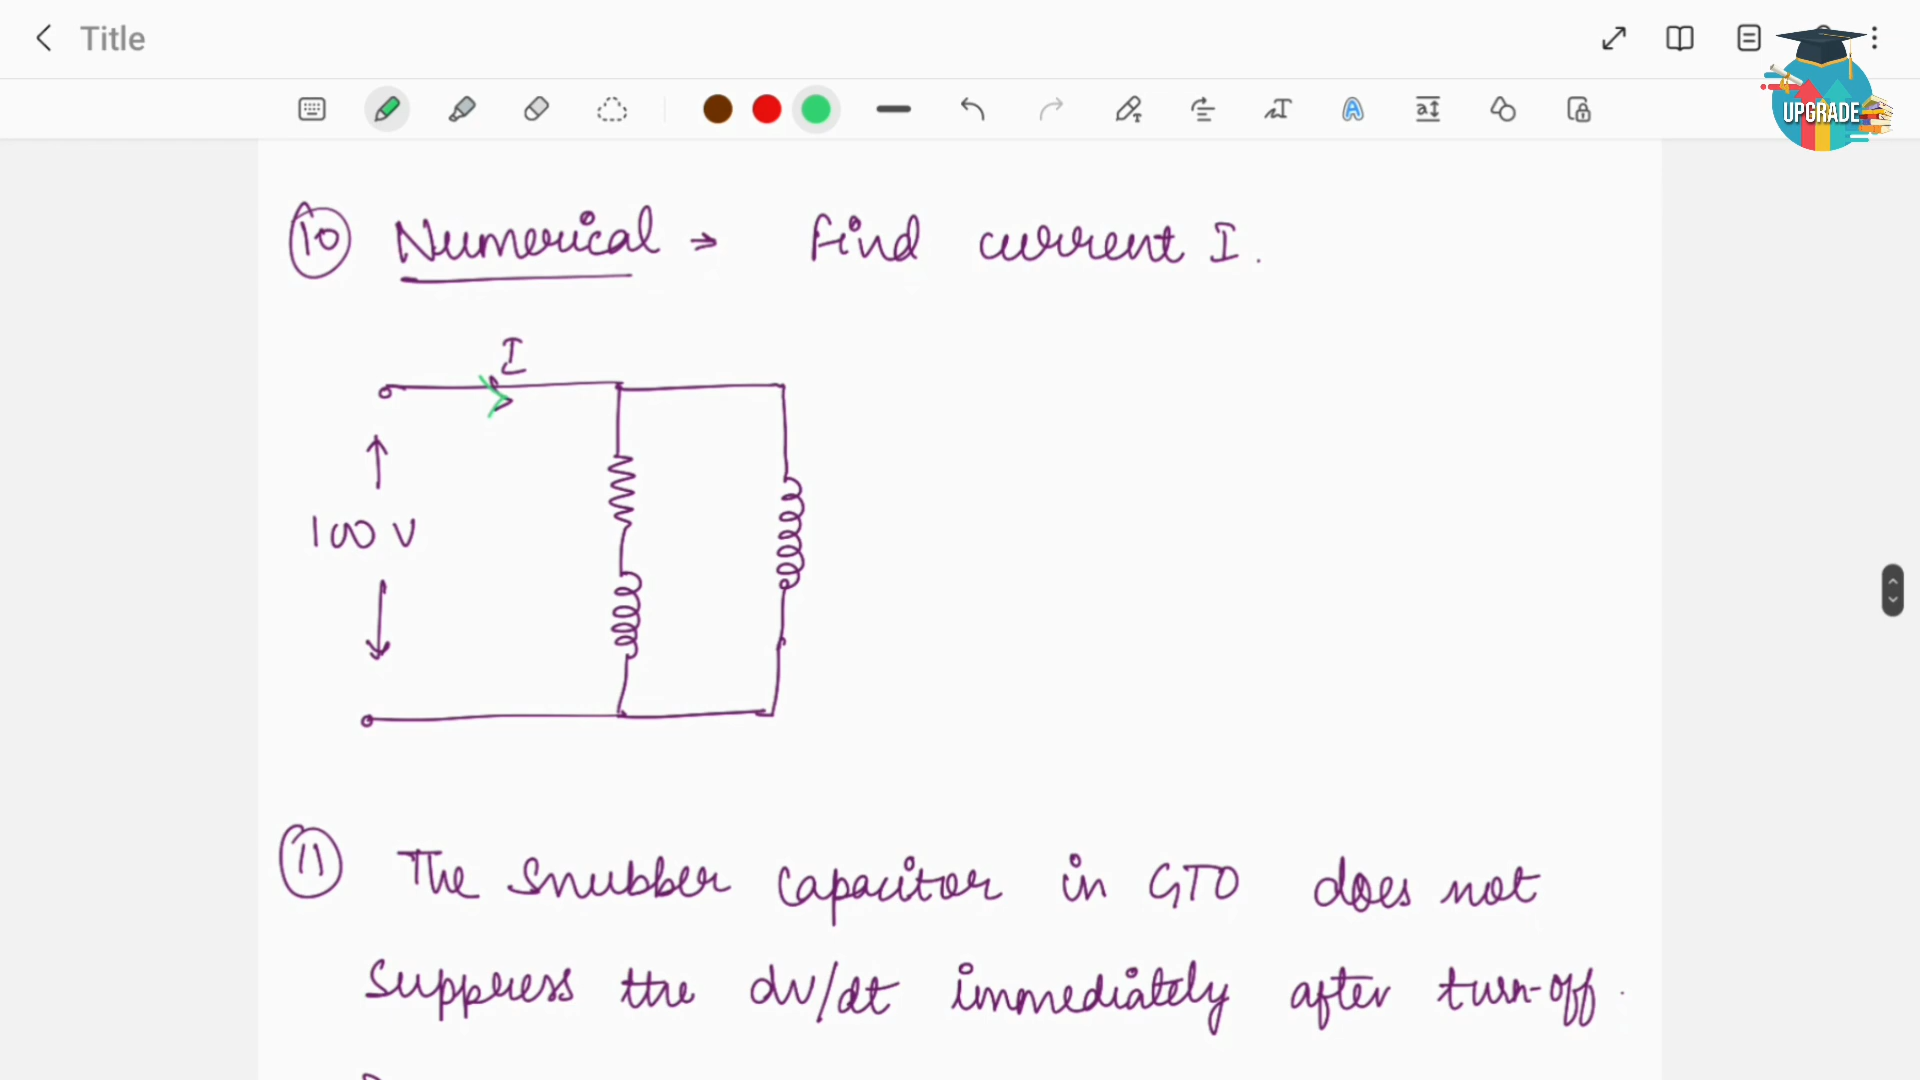 Title
UPGRADE
10 Numerical → Find current I.
I
100 V
11 The snubber capacitor in GTO does not
suppress the dv/dt immediately after turn-off.